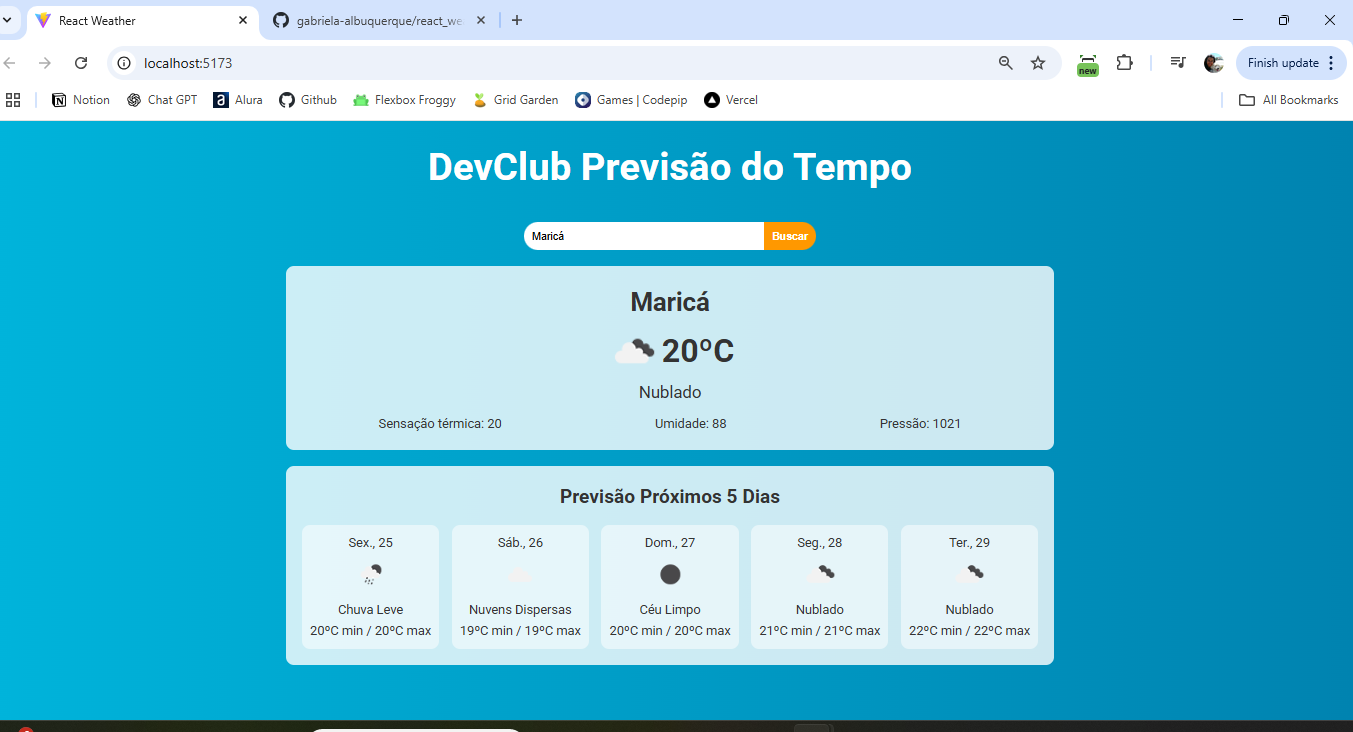 React Weather
gabriela-albuquerque/react_we
localhost:5173
new
Finish update
Notion
Chat GPT
Alura
Github
Flexbox Froggy
Grid Garden
Games | Codepip
Vercel
All Bookmarks
DevClub Previsão do Tempo
Maricá
Buscar
Maricá
20ºC
Nublado
Sensação térmica: 20 Umidade: 88 Pressão: 1021
Previsão Próximos 5 Dias
Sex., 25
Chuva Leve
20ºC min / 20ºC max
Sáb., 26
Nuvens Dispersas
19ºC min / 19ºC max
Dom., 27
Céu Limpo
20ºC min / 20ºC max
Seg., 28
Nublado
21ºC min / 21ºC max
Ter., 29
Nublado
22ºC min / 22ºC max